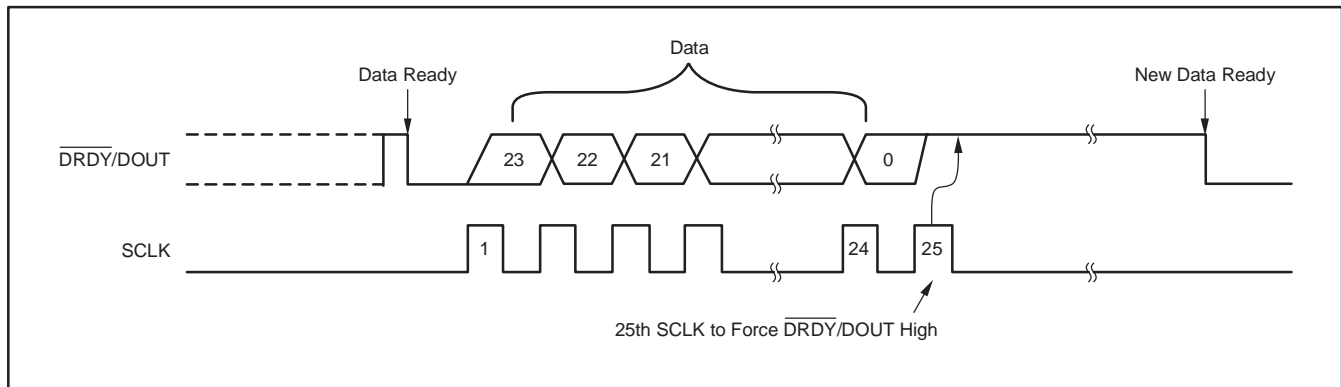 Data
Data Ready
New Data Ready
DRDY/DOUT
23 22 21 0
SCLK
1 24 25
25th SCLK to Force DRDY/DOUT High